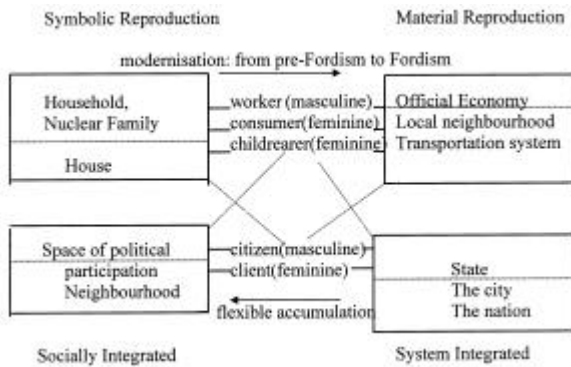 Symbolic Reproduction Material Reproduction
modernisation: from pre-Fordism to Fordism
Household, worker (masculine) Official Economy
Nuclear Family consumer(feminine) Local neighbourhood
childrearer(feminine) Transportation system
House
Space of political citizen(masculine)
participation client(feminine) State
Neighbourhood The city
flexible accumulation The nation
Socially Integrated System Integrated